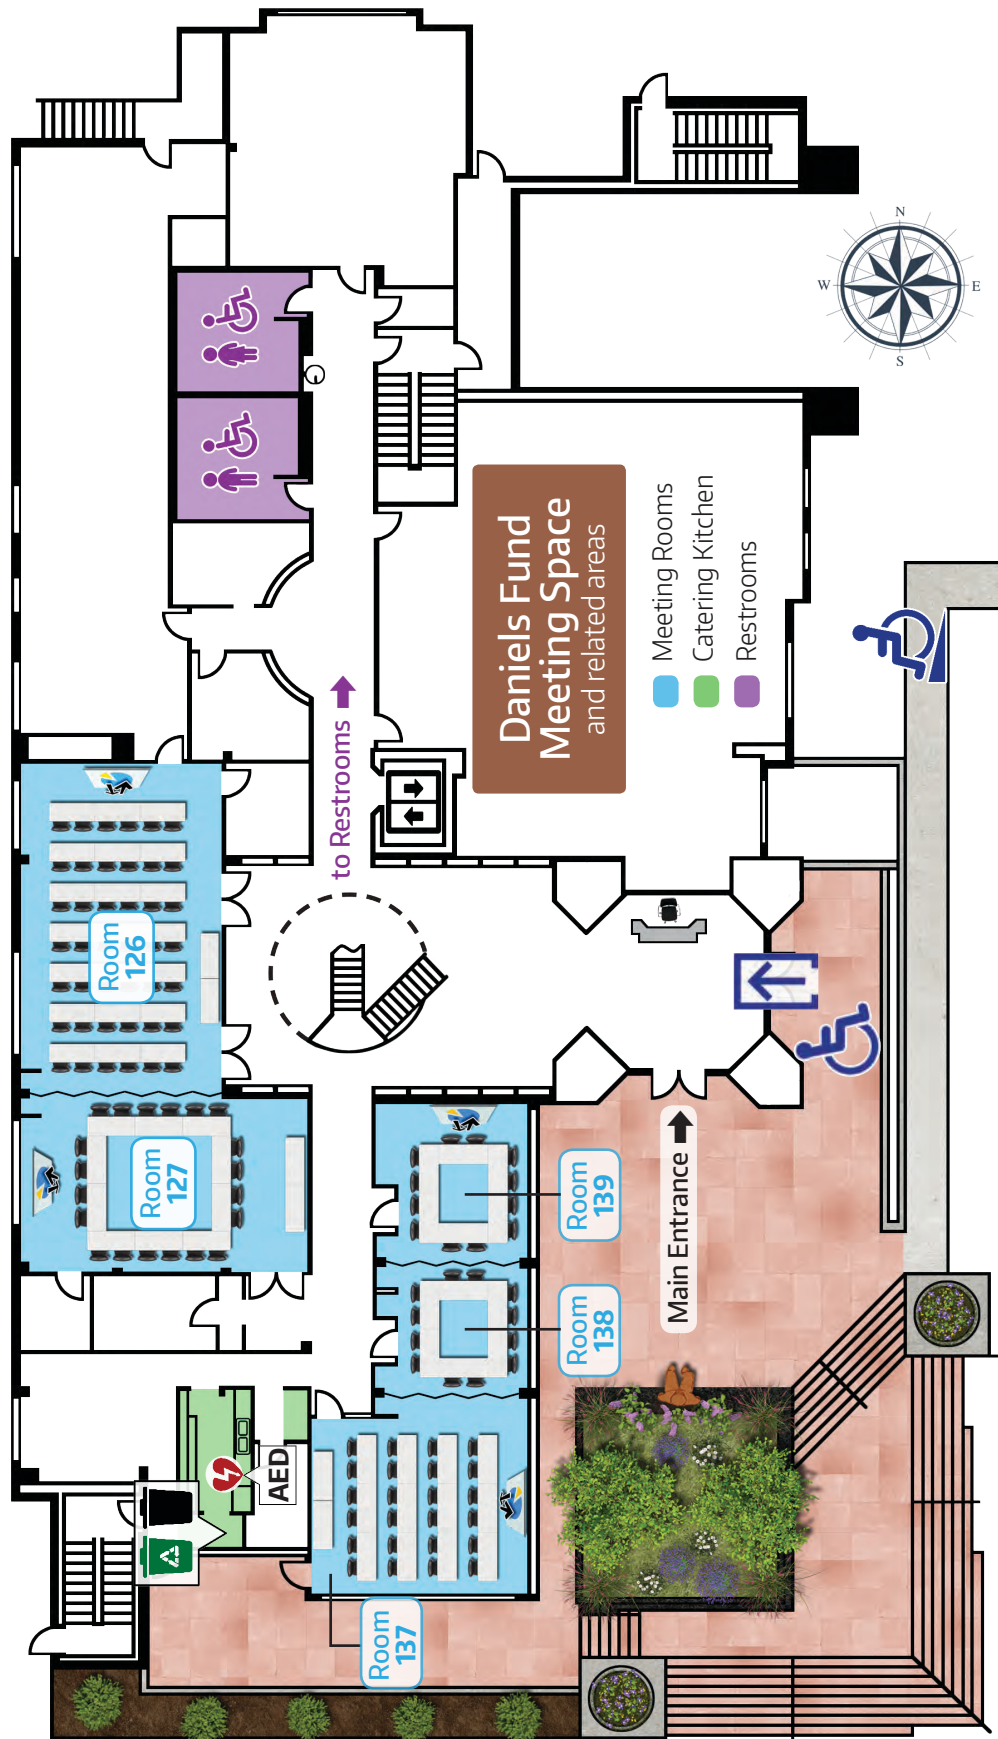 N
W
E
S
Daniels Fund
Meeting Space
and related areas
Meeting Rooms
Catering Kitchen
Restrooms
to Restrooms
Room
126
Room
127
Room
139
Room
138
Main Entrance
AED
Room
137